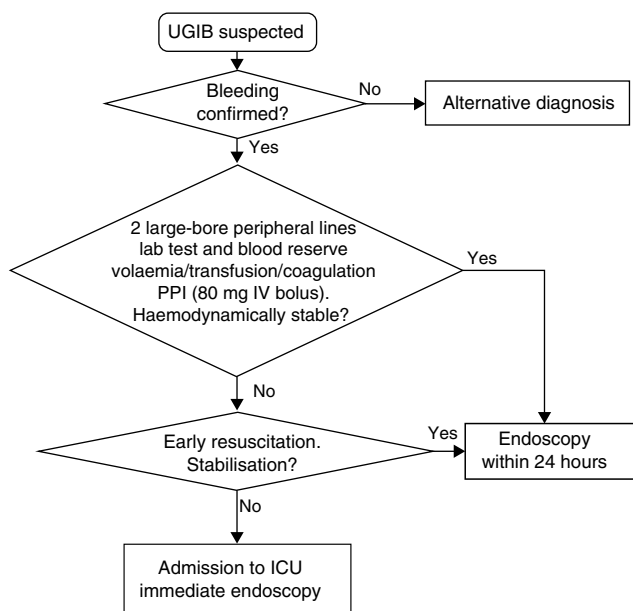 UGIB suspected
Bleeding
confirmed?
No
Alternative diagnosis
Yes
2 large-bore peripheral lines
lab test and blood reserve
volaemia/transfusion/coagulation
PPI (80 mg IV bolus).
Haemodynamically stable?
Yes
No
Early resuscitation.
Stabilisation?
Yes
Endoscopy
within 24 hours
No
Admission to ICU
immediate endoscopy